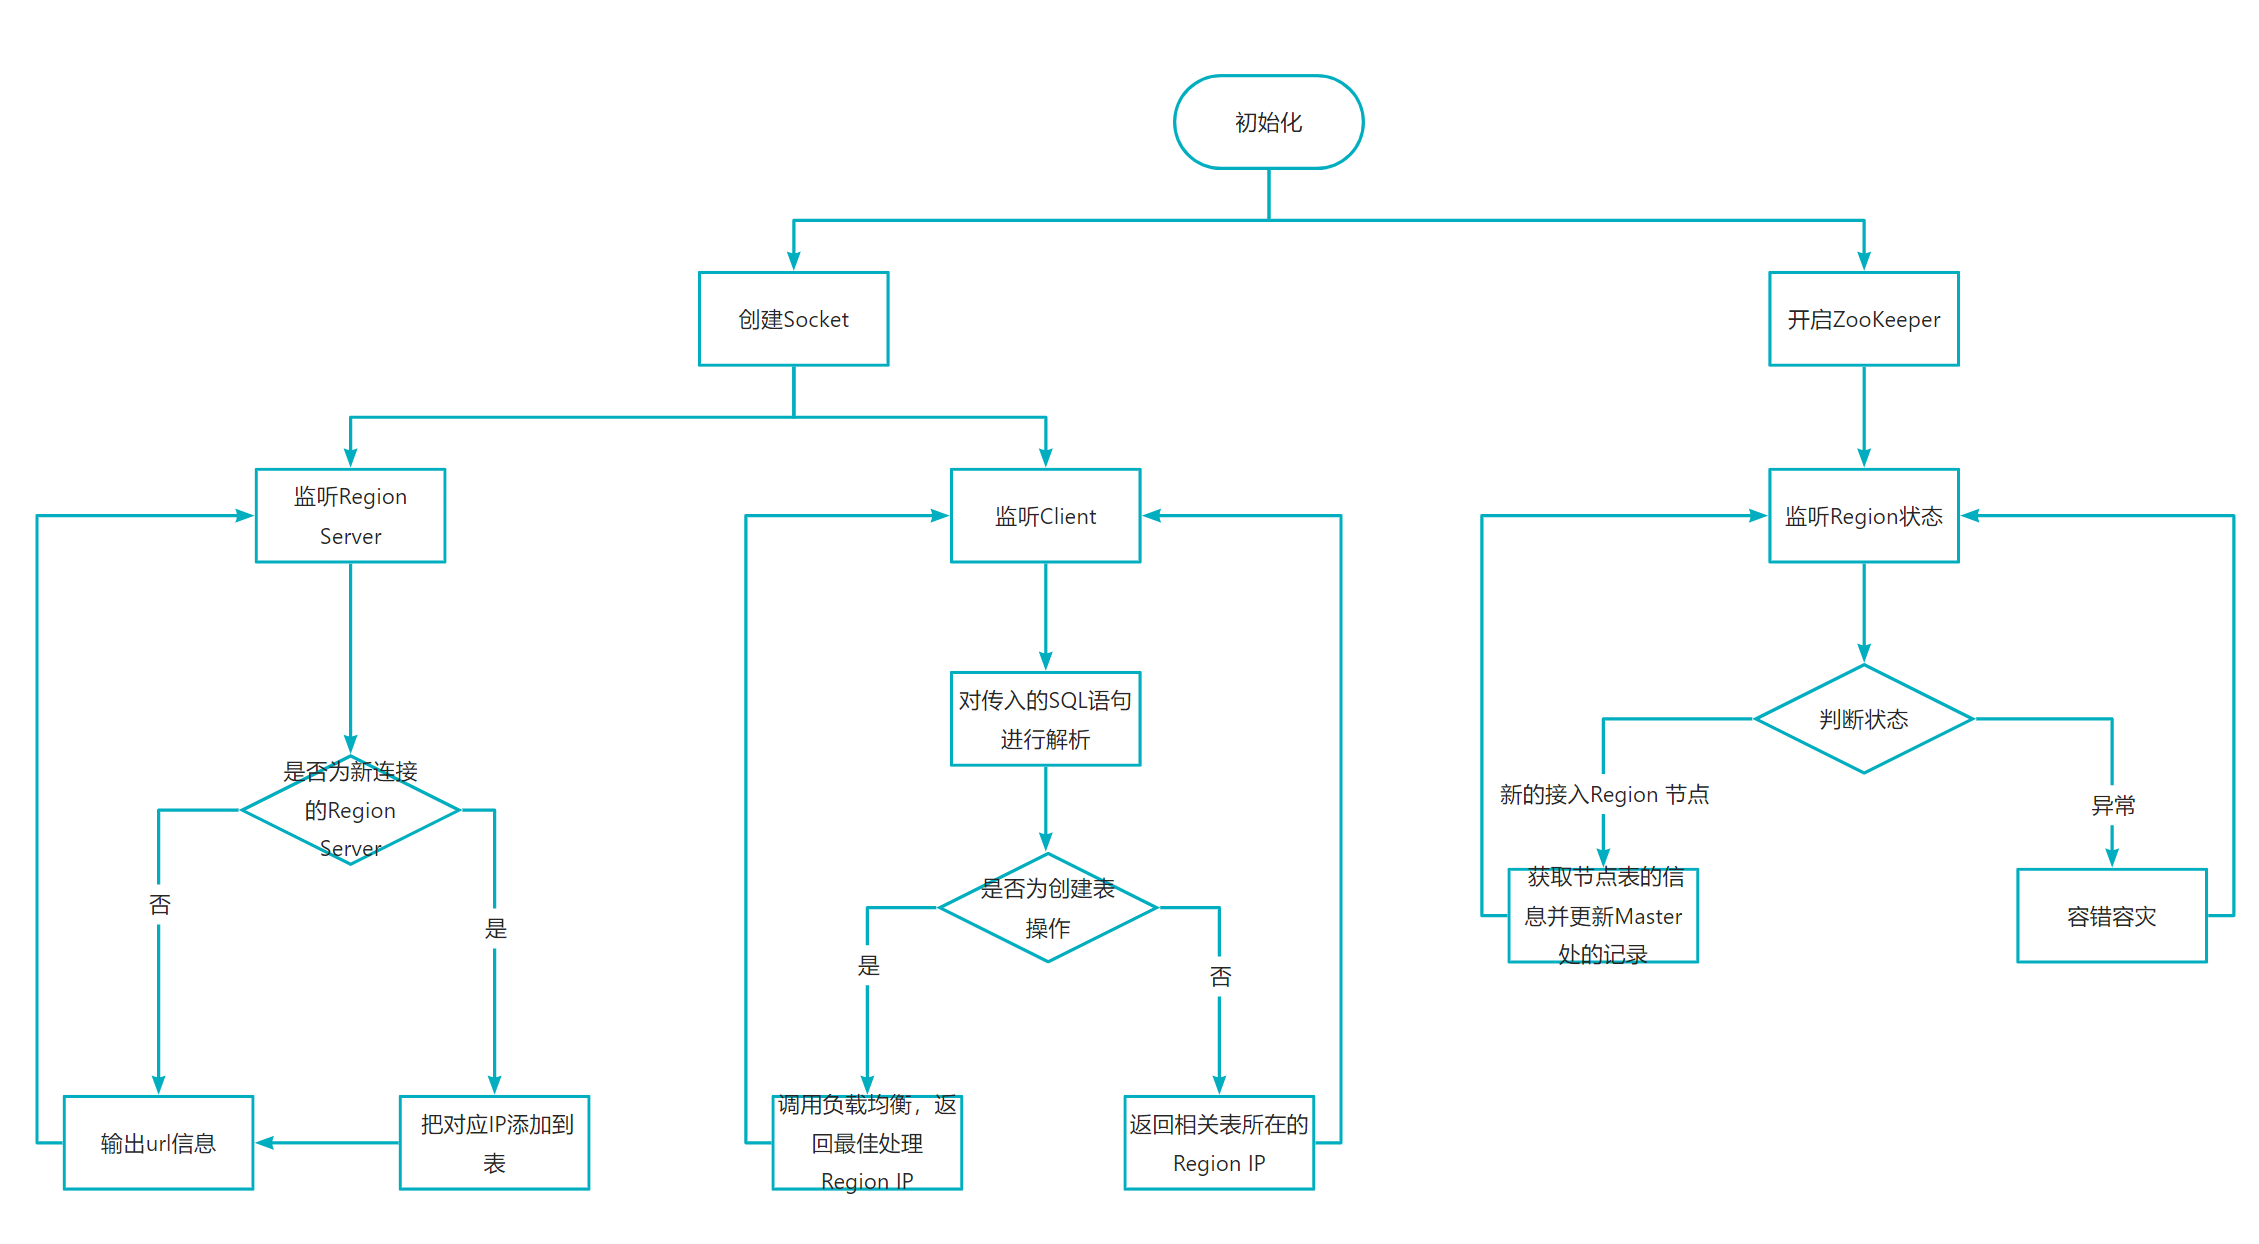 初始化
创建Socket
开启ZooKeeper
监听Region
Server
监听Client
监听Region状态
对传入的SQL语句
进行解析
判断状态
是否为新连接
的Region
Server
新的接入Region 节点
异常
是否为创建表
操作
获取节点表的信
息并更新Master
处的记录
容错容灾
否
是
是
否
输出url信息
把对应IP添加到
表
调用负载均衡，返
回最佳处理
Region IP
返回相关表所在的
Region IP